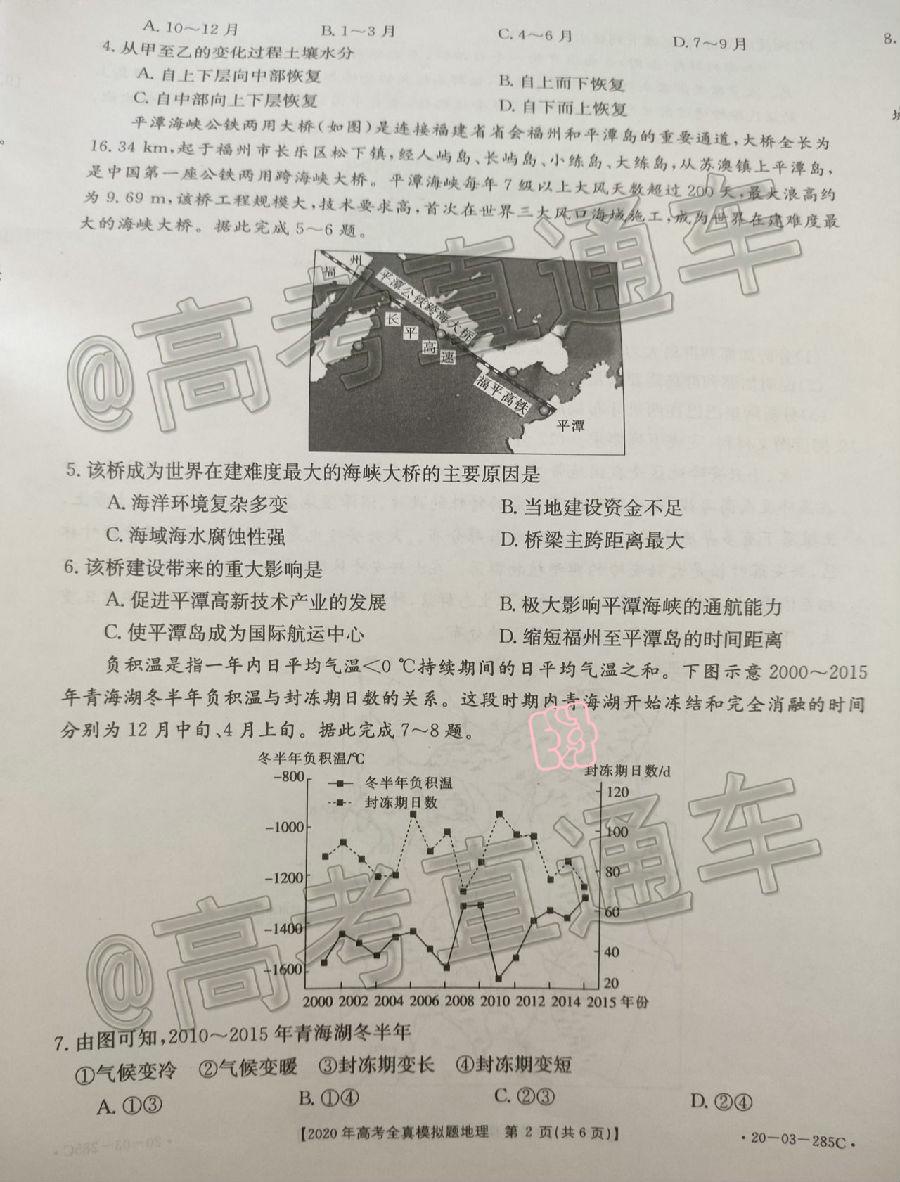 A. 10～12 月 B. 1～3 月 C. 4～6 月 D. 7～9 月
8.
4. 从甲至乙的变化过程土壤水分
A. 自上下层向中部恢复 B. 自上而下恢复
C. 自中部向上下层恢复 D. 自下而上恢复
平潭海峡公铁两用大桥(如图)是连接福建省省会福州和平潭岛的重要通道,大桥全长为
16.34 km,起于福州市长乐区松下镇,经人屿岛、长屿岛、小练岛、大练岛,从苏澳镇上平潭岛,
是中国第一座公铁两用跨海峡大桥。平潭海峡每年 7 级以上大风天数超过 200 天,最大浪高约
为 9.69 m,该桥工程规模大,技术要求高,首次在世界三大风口海域施工,成为世界在建难度最
大的海峡大桥。据此完成 5～6 题。
福州
平潭公铁跨海大桥
长平高速
福平高铁
平潭
@高考直通车
5. 该桥成为世界在建难度最大的海峡大桥的主要原因是
A. 海洋环境复杂多变 B. 当地建设资金不足
C. 海域海水腐蚀性强 D. 桥梁主跨距离最大
6. 该桥建设带来的重大影响是
A. 促进平潭高新技术产业的发展 B. 极大影响平潭海峡的通航能力
C. 使平潭岛成为国际航运中心 D. 缩短福州至平潭岛的时间距离
负积温是指一年内日平均气温<0 ℃持续期间的日平均气温之和。下图示意 2000～2015
年青海湖冬半年负积温与封冻期日数的关系。这段时期内青海湖开始冻结和完全消融的时间
分别为 12 月中旬、4 月上旬。据此完成 7～8 题。
冬半年负积温/℃ 封冻期日数/d
冬半年负积温
封冻期日数
-800 120
-1000 100
-1200 80
-1400 60
-1600 40
20
2000 2002 2004 2006 2008 2010 2012 2014 2015 年份
@高考直通车
7. 由图可知,2010～2015 年青海湖冬半年
①气候变冷 ②气候变暖 ③封冻期变长 ④封冻期变短
A. ①③ B. ①④ C. ②③ D. ②④
【2020 年高考全真模拟题地理 第 2 页(共 6 页)】 ·20－03－285C·